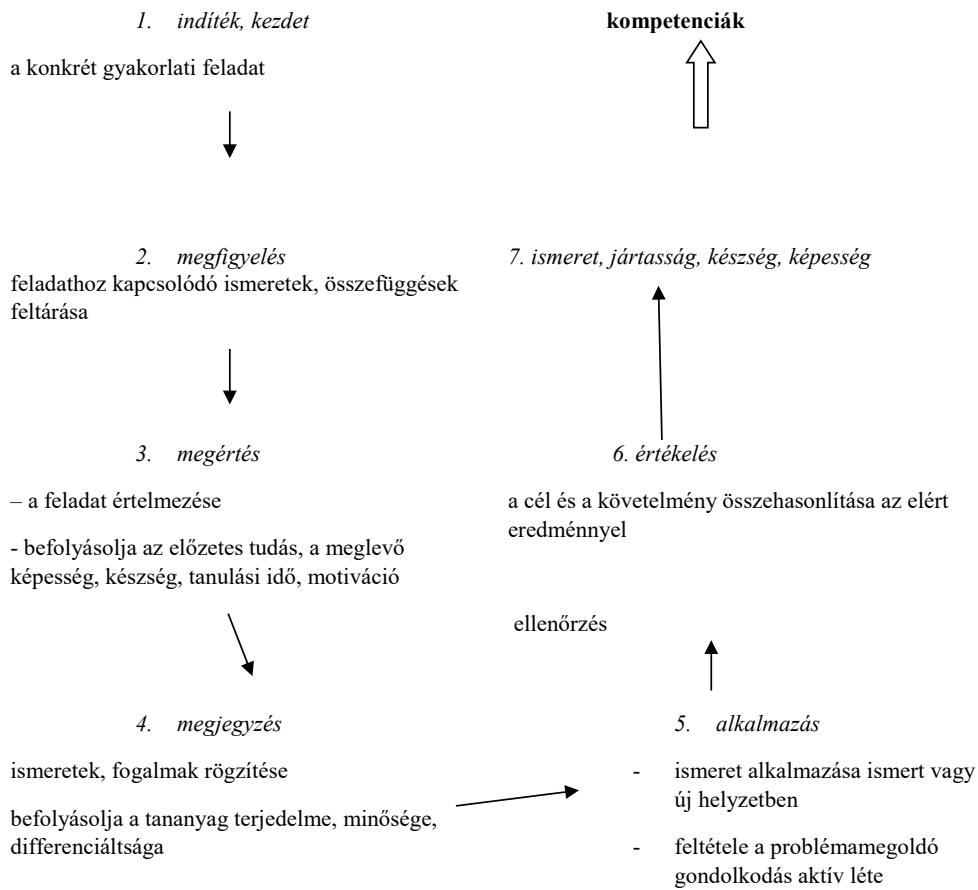 1. indíték, kezdet
a konkrét gyakorlati feladat
2. megfigyelés
feladathoz kapcsolódó ismeretek, összefüggések
feltárása
3. megértés
– a feladat értelmezése
- befolyásolja az előzetes tudás, a meglevő
képesség, készség, tanulási idő, motiváció
4. megjegyzés
ismeretek, fogalmak rögzítése
befolyásolja a tananyag terjedelme, minősége,
differenciáltsága
5. alkalmazás
- ismeret alkalmazása ismert vagy
új helyzetben
- feltétele a problémamegoldó
gondolkodás aktív léte
ellenőrzés
6. értékelés
a cél és a követelmény összehasonlítása az elért
eredménnyel
7. ismeret, jártasság, készség, képesség
kompetenciák